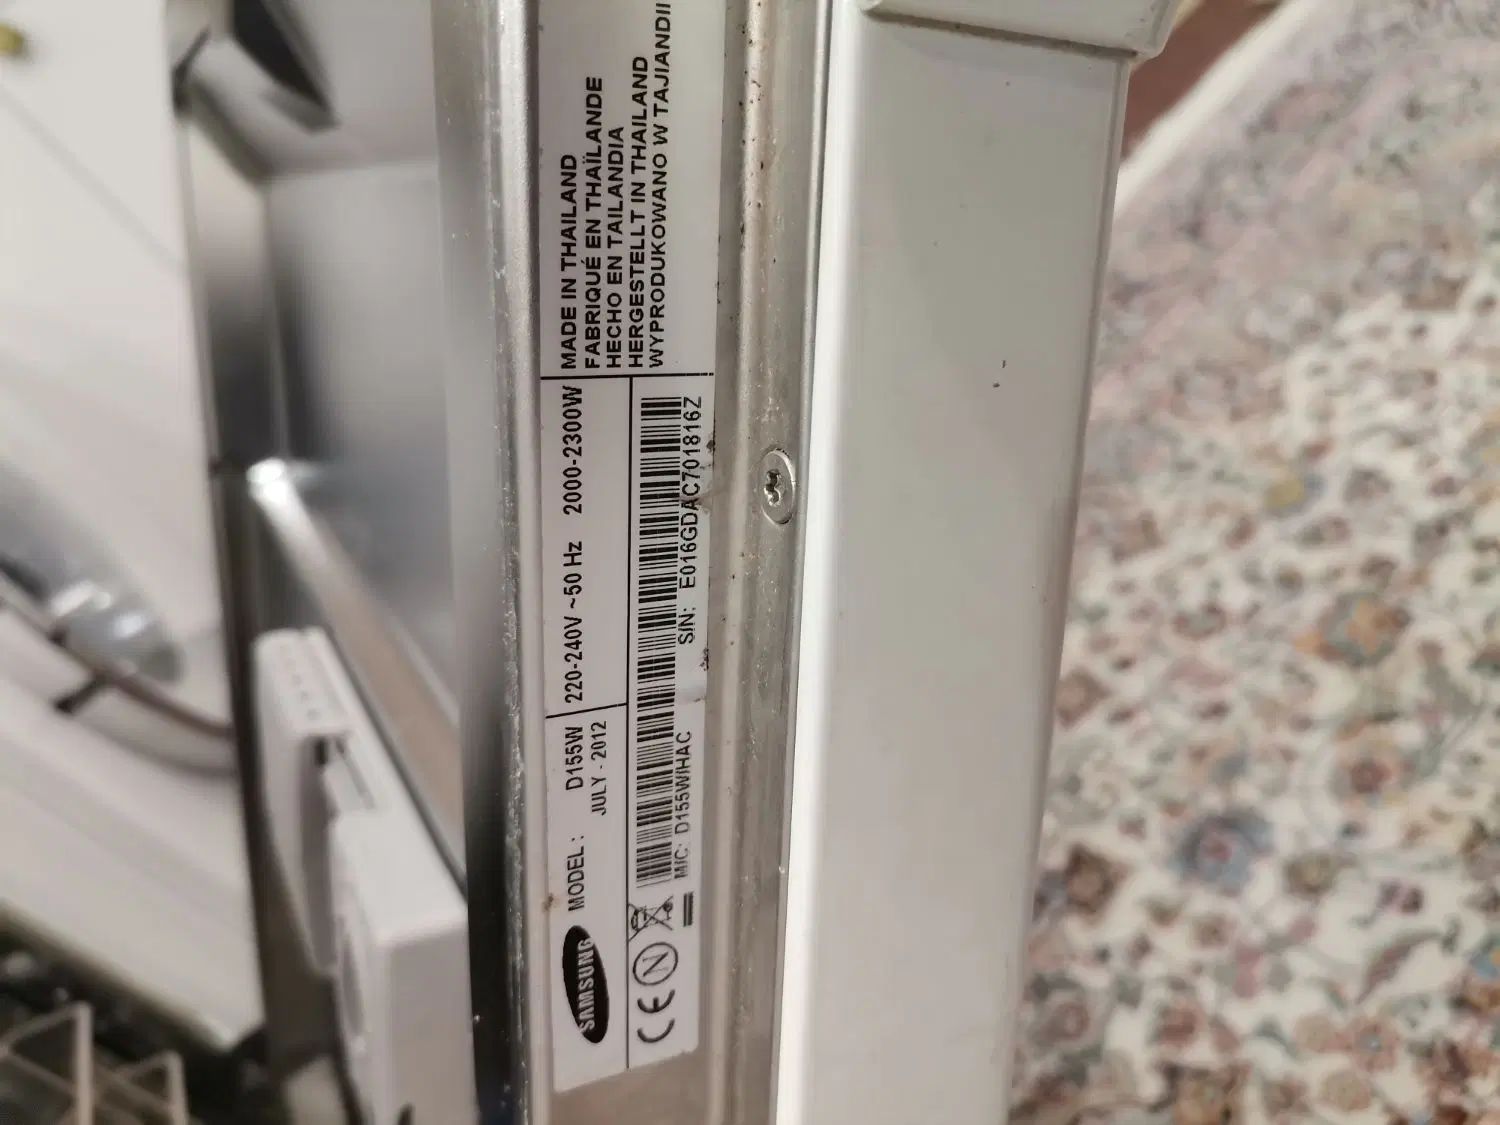 SAMSUNG
MODEL : D155W
JULY - 2012
220-240V ~50 Hz 2000-2300W
MADE IN THAILAND
FABRIQUÉ EN THAÏLANDE
HECHO EN TAILANDIA
HERGESTELLT IN THAILAND
WYPRODUKOWANO W TAJLANDII
CE N
M/C: D155W/HAC
S/N: E016GDAC701816Z